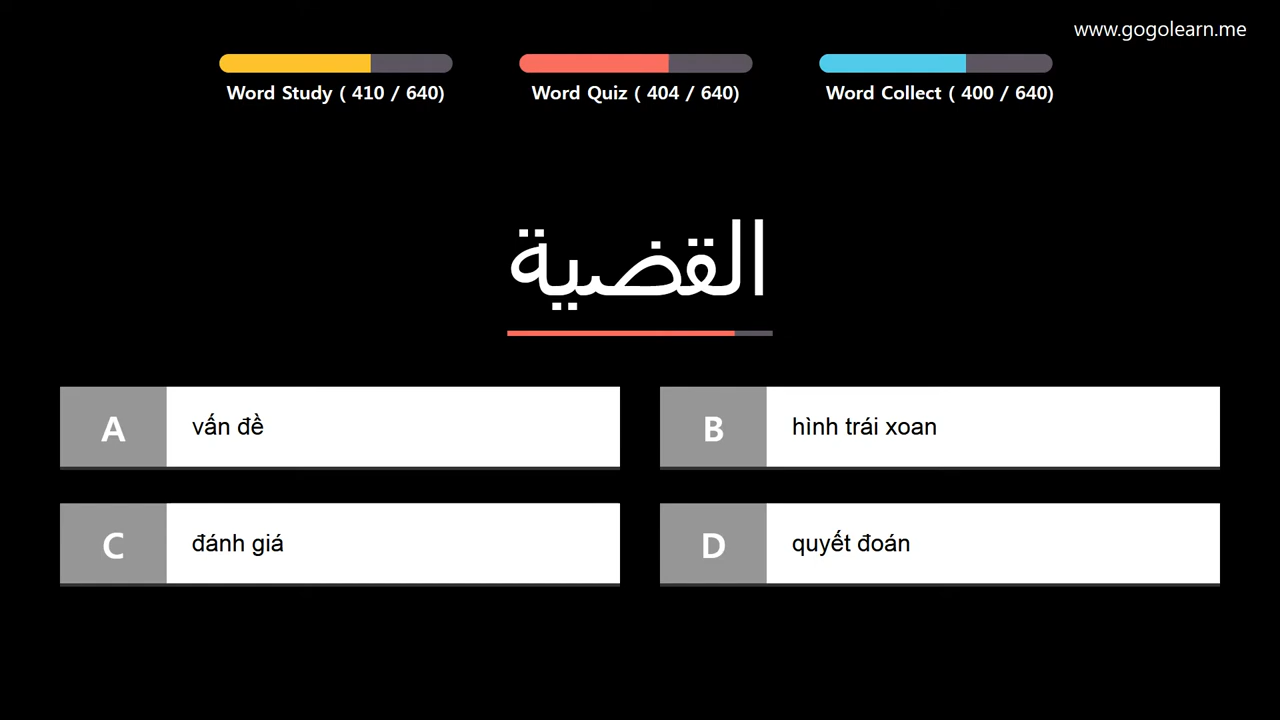 www.gogolearn.me
Word Study ( 410 / 640)
Word Quiz ( 404 / 640)
Word Collect ( 400 / 640)
القضية
A vấn đề
B hình trái xoan
C đánh giá
D quyết đoán